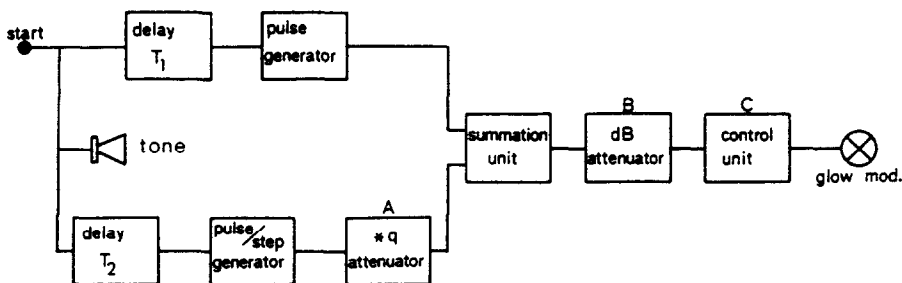 start
delay
T1
pulse
generator
tone
summation
unit
B
dB
attenuator
C
control
unit
glow mod.
delay
T2
pulse/step
generator
A
*q
attenuator